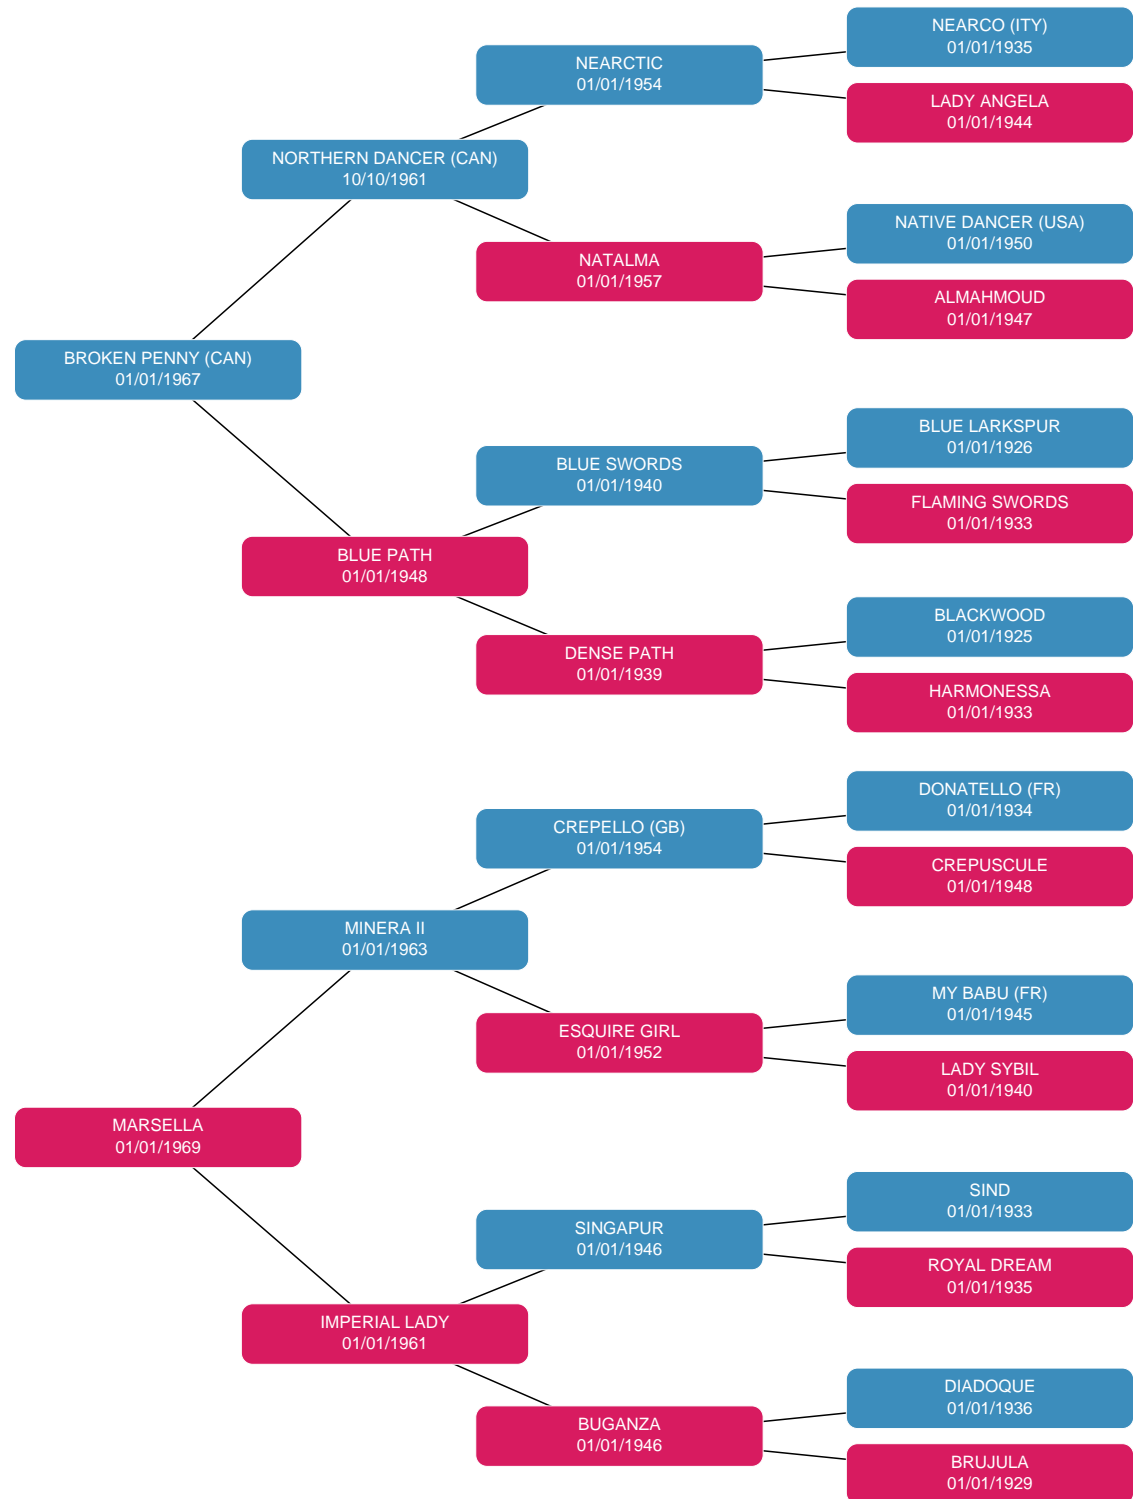 NEARCO (ITY)
01/01/1935
NEARCTIC
01/01/1954
LADY ANGELA
01/01/1944
NORTHERN DANCER (CAN)
10/10/1961
NATIVE DANCER (USA)
01/01/1950
NATALMA
01/01/1957
ALMAHMOUD
01/01/1947
BROKEN PENNY (CAN)
01/01/1967
BLUE LARKSPUR
01/01/1926
BLUE SWORDS
01/01/1940
FLAMING SWORDS
01/01/1933
BLUE PATH
01/01/1948
BLACKWOOD
01/01/1925
DENSE PATH
01/01/1939
HARMONESSA
01/01/1933
DONATELLO (FR)
01/01/1934
CREPELLO (GB)
01/01/1954
CREPUSCULE
01/01/1948
MINERA II
01/01/1963
MY BABU (FR)
01/01/1945
ESQUIRE GIRL
01/01/1952
LADY SYBIL
01/01/1940
MARSELLA
01/01/1969
SIND
01/01/1933
SINGAPUR
01/01/1946
ROYAL DREAM
01/01/1935
IMPERIAL LADY
01/01/1961
DIADOQUE
01/01/1936
BUGANZA
01/01/1946
BRUJULA
01/01/1929